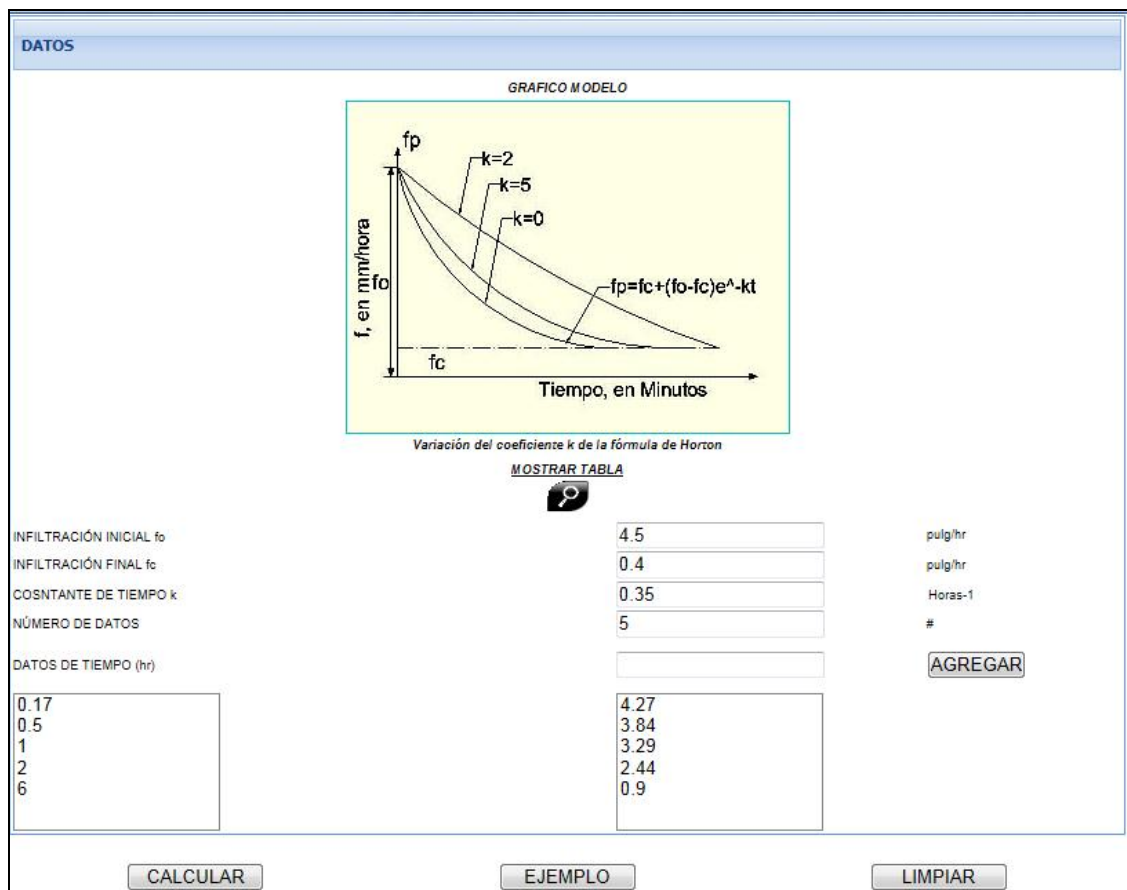 DATOS
GRAFICO MODELO
fp
k=2
k=5
k=0
f, en mm/hora
fo
fp=fc+(fo-fc)e^-kt
fc
Tiempo, en Minutos
Variación del coeficiente k de la fórmula de Horton
MOSTRAR TABLA
INFILTRACIÓN INICIAL fo 4.5 pulg/hr
INFILTRACIÓN FINAL fc 0.4 pulg/hr
COSNTANTE DE TIEMPO k 0.35 Horas-1
NÚMERO DE DATOS 5 #
DATOS DE TIEMPO (hr) AGREGAR
0.17 4.27
0.5 3.84
1 3.29
2 2.44
6 0.9
CALCULAR EJEMPLO LIMPIAR